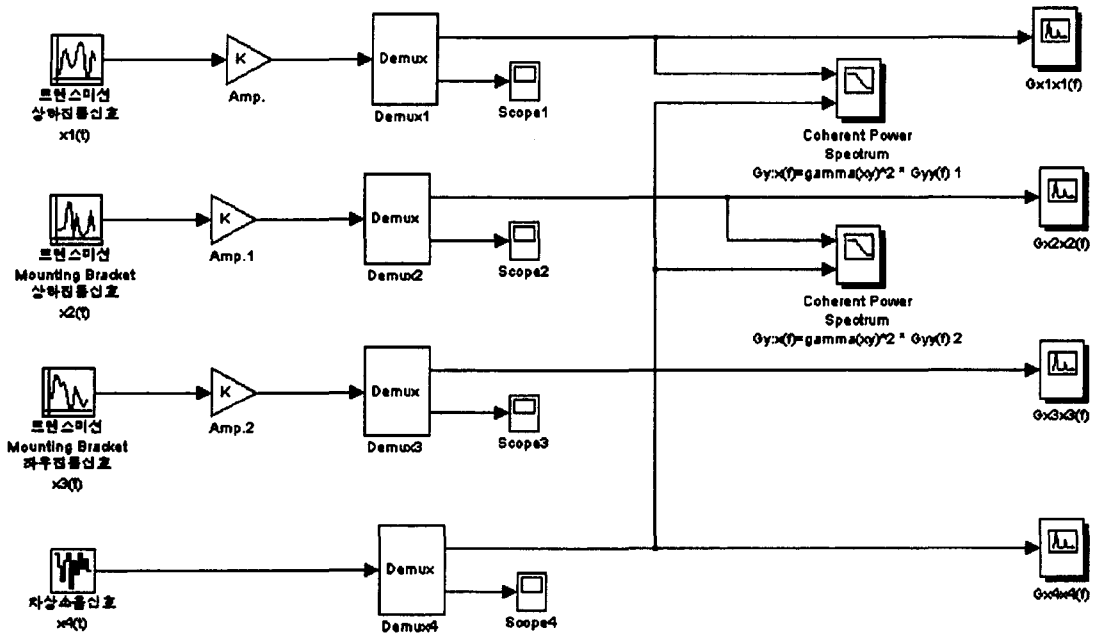 트랜스미션
상하진동신호
x1(t)
K
Amp.
Demux
Demux1
Scope1
Coherent Power
Spectrum
Gy:x(f)=gamma(xy)^2 * Gyy(f) 1
Gx1x1(f)
트랜스미션
Mounting Bracket
상하진동신호
x2(t)
K
Amp.1
Demux
Demux2
Scope2
Coherent Power
Spectrum
Gy:x(f)=gamma(xy)^2 * Gyy(f) 2
Gx2x2(f)
트랜스미션
Mounting Bracket
좌우진동신호
x3(t)
K
Amp.2
Demux
Demux3
Scope3
Gx3x3(f)
차상소음신호
x4(t)
Demux
Demux4
Scope4
Gx4x4(f)